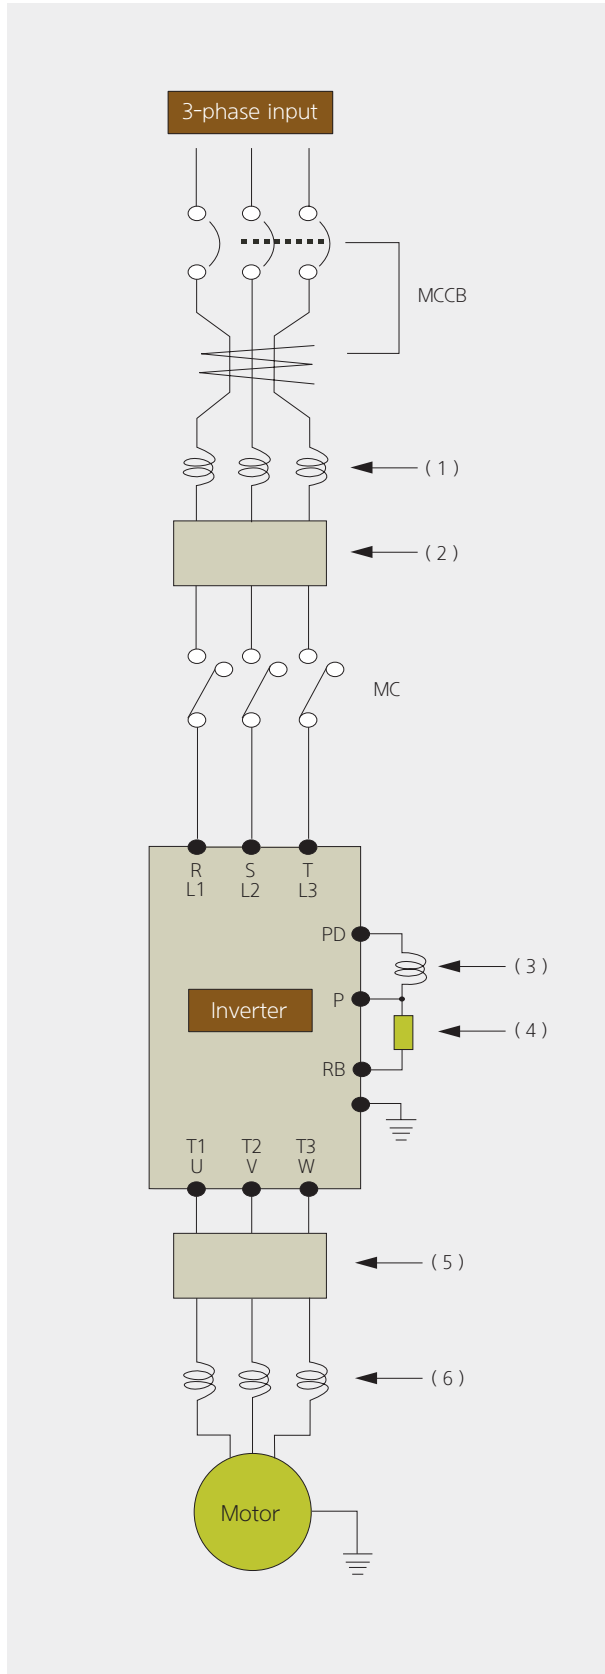 3-phase input
MCCB
( 1 )
( 2 )
MC
R S T
L1 L2 L3
PD
( 3 )
P
Inverter
( 4 )
RB
T1 T2 T3
U V W
( 5 )
( 6 )
Motor